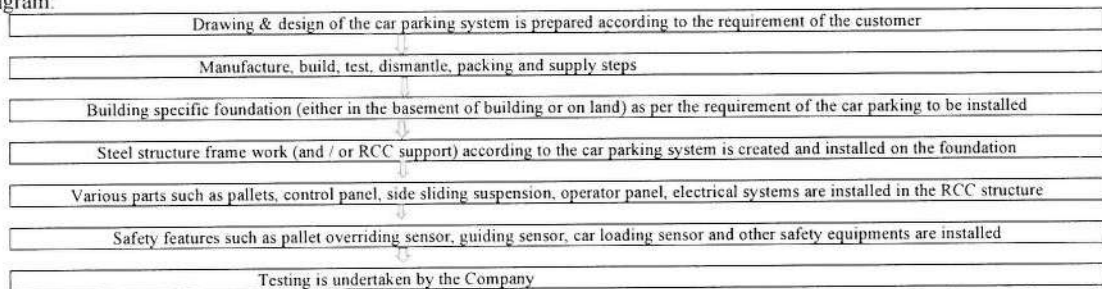 Drawing & design of the car parking system is prepared according to the requirement of the customer
Manufacture, build, test, dismantle, packing and supply steps
Building specific foundation (either in the basement of building or on land) as per the requirement of the car parking to be installed
Steel structure frame work (and / or RCC support) according to the car parking system is created and installed on the foundation
Various parts such as pallets, control panel, side sliding suspension, operator panel, electrical systems are installed in the RCC structure
Safety features such as pallet overriding sensor, guiding sensor, car loading sensor and other safety equipments are installed
Testing is undertaken by the Company